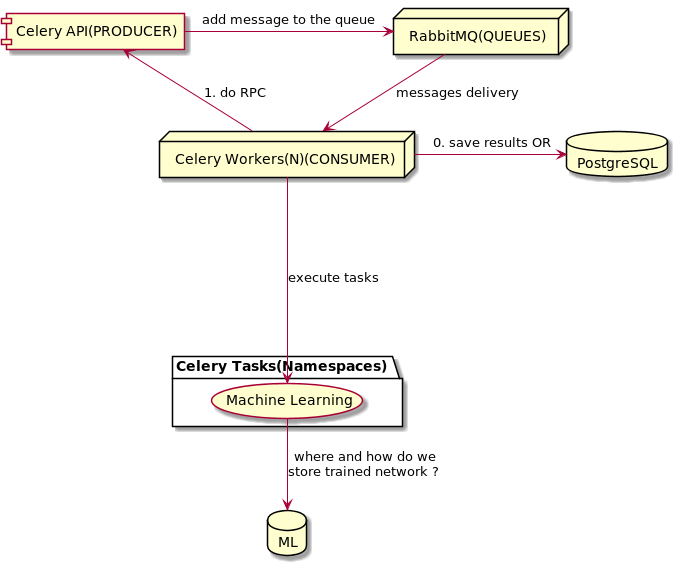 add message to the queue
Celery API(PRODUCER)
RabbitMQ(QUEUES)
1. do RPC
messages delivery
0. save results OR
Celery Workers(N)(CONSUMER)
PostgreSQL
execute tasks
Celery Tasks(Namespaces)
Machine Learning
where and how do we
store trained network ?
ML